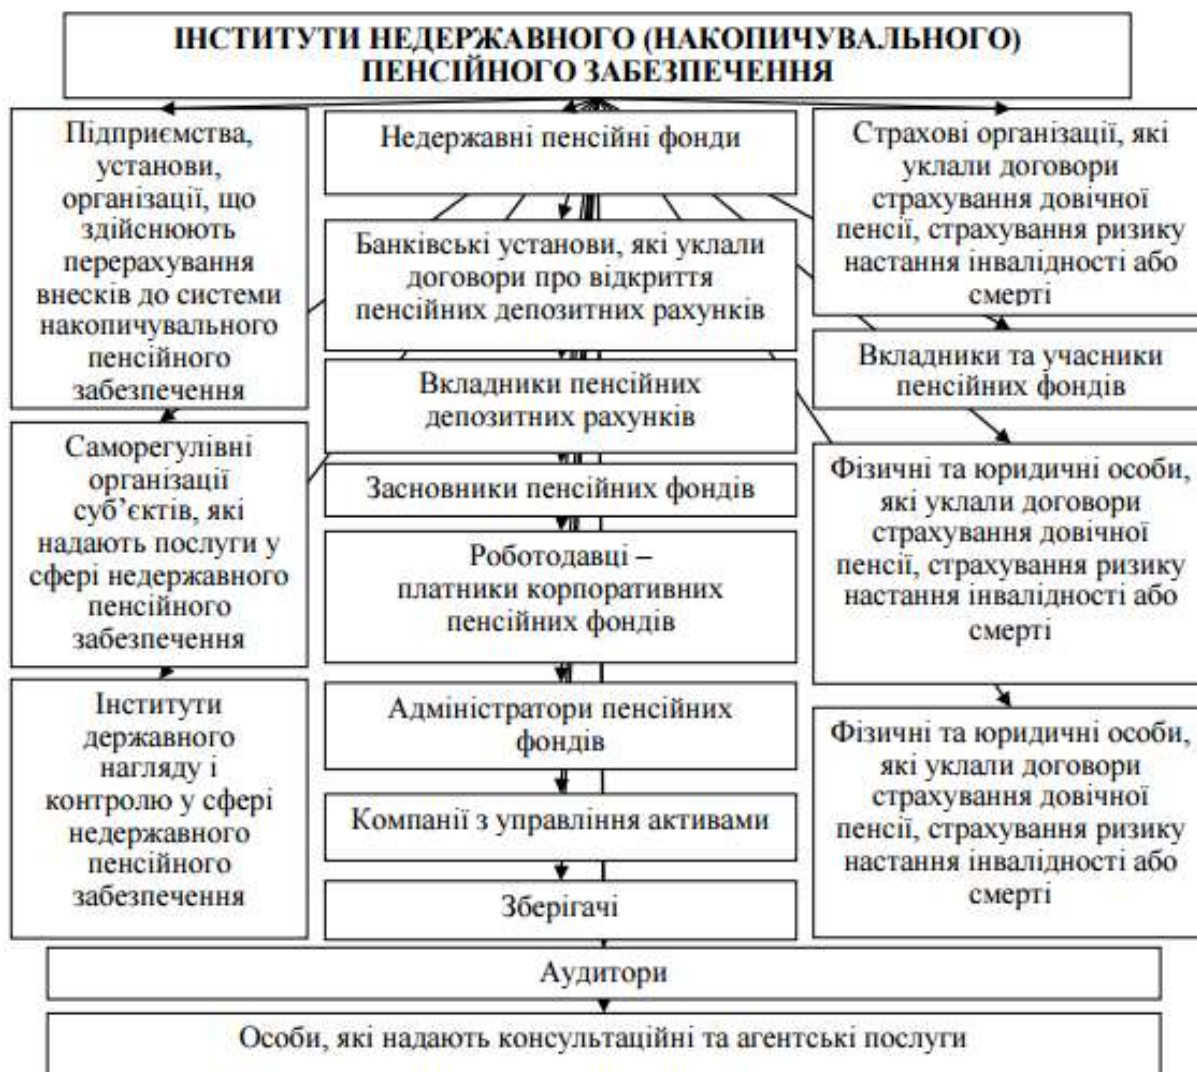 ІНСТИТУТИ НЕДЕРЖАВНОГО (НАКОПИЧУВАЛЬНОГО)
ПЕНСІЙНОГО ЗАБЕЗПЕЧЕННЯ
Підприємства,
установи,
організації, що
здійснюють
перерахування
внесків до системи
накопичувального
пенсійного
забезпечення
Саморегулівні
організації
суб’єктів, які
надають послуги у
сфері недержавного
пенсійного
забезпечення
Інститути
державного
нагляду і
контролю у сфері
недержавного
пенсійного
забезпечення
Недержавні пенсійні фонди
Банківські установи, які уклали
договори про відкриття
пенсійних депозитних рахунків
Вкладники пенсійних
депозитних рахунків
Засновники пенсійних фондів
Роботодавці –
платники корпоративних
пенсійних фондів
Адміністратори пенсійних
фондів
Компанії з управління активами
Зберігачі
Страхові організації, які
уклали договори
страхування довічної
пенсії, страхування ризику
настання інвалідності або
смерті
Вкладники та учасники
пенсійних фондів
Фізичні та юридичні особи,
які уклали договори
страхування довічної
пенсії, страхування ризику
настання інвалідності або
смерті
Фізичні та юридичні особи,
які уклали договори
страхування довічної
пенсії, страхування ризику
настання інвалідності або
смерті
Аудитори
Особи, які надають консультаційні та агентські послуги